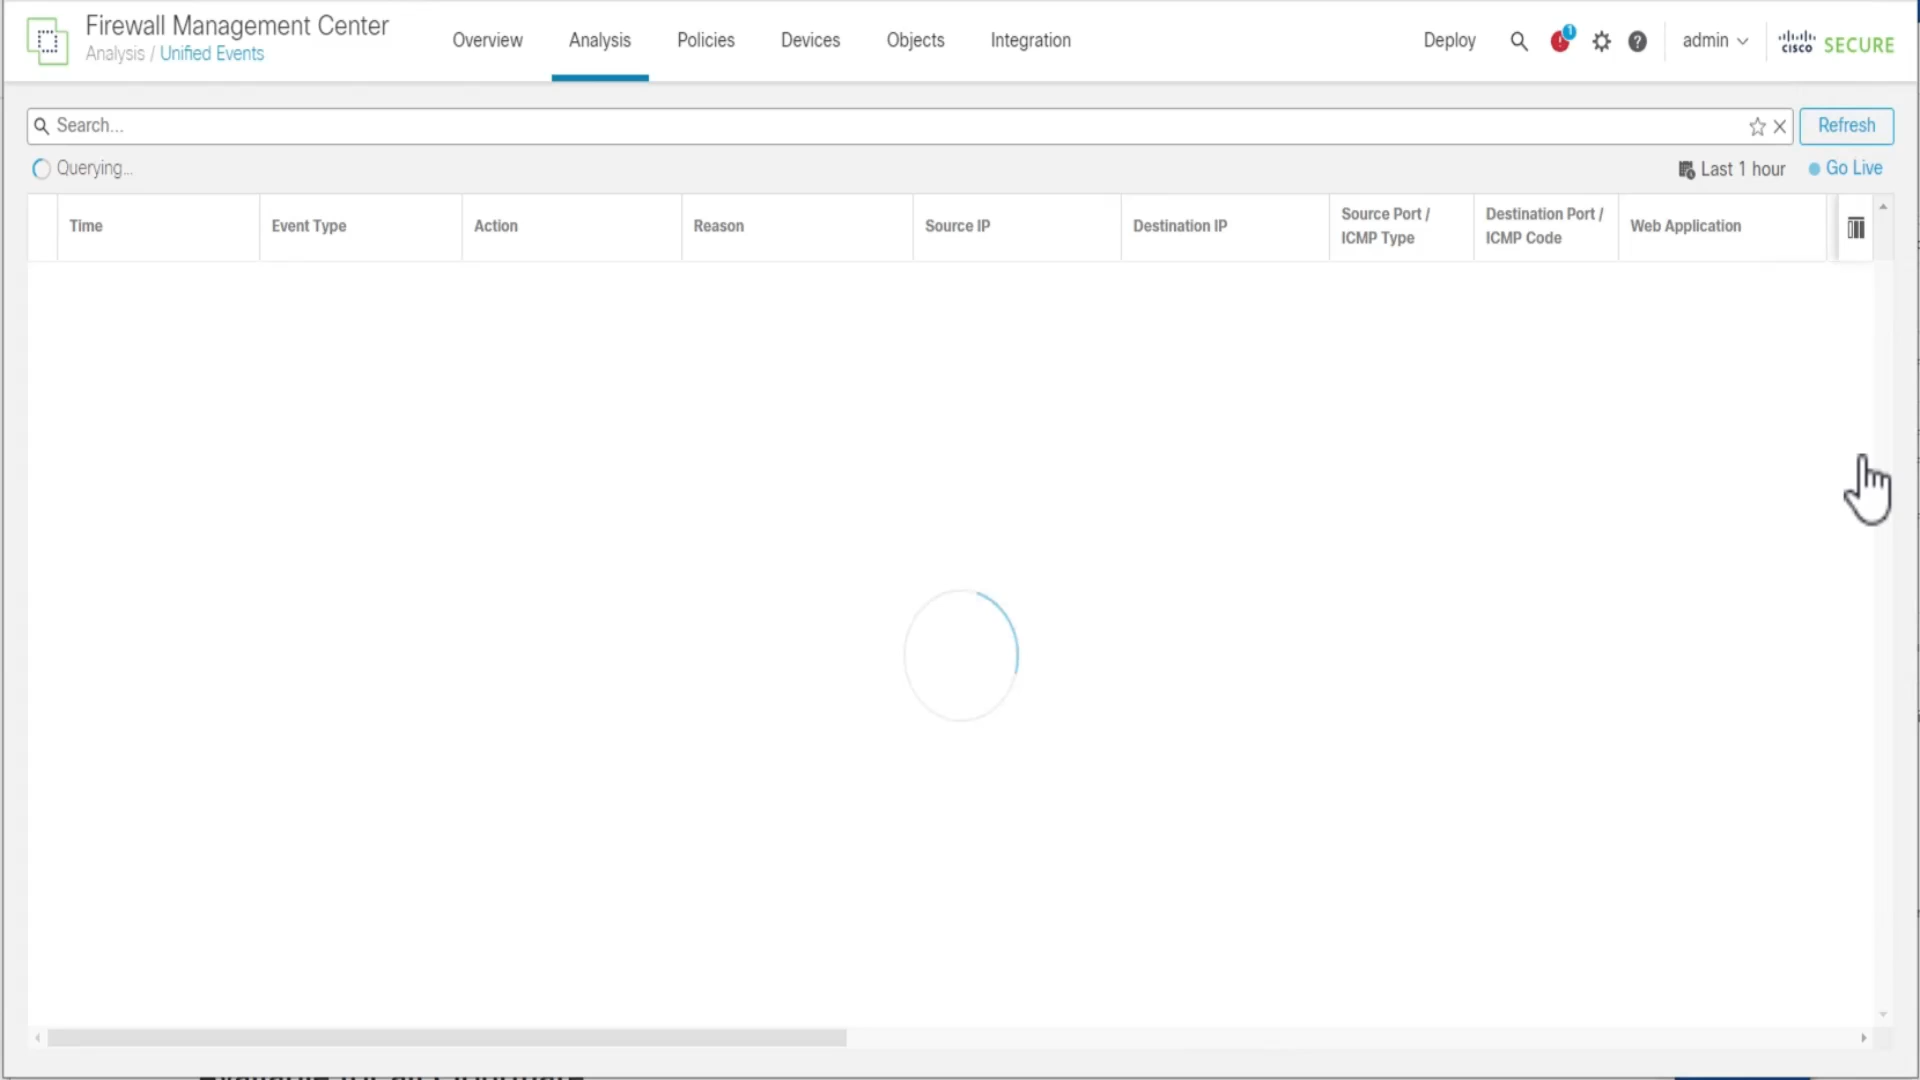 Firewall Management Center
Analysis / Unified Events
Overview
Analysis
Policies
Devices
Objects
Integration
Deploy
1
admin
cisco SECURE
Search...
Refresh
Querying...
Last 1 hour
Go Live
Time
Event Type
Action
Reason
Source IP
Destination IP
Source Port /
ICMP Type
Destination Port /
ICMP Code
Web Application